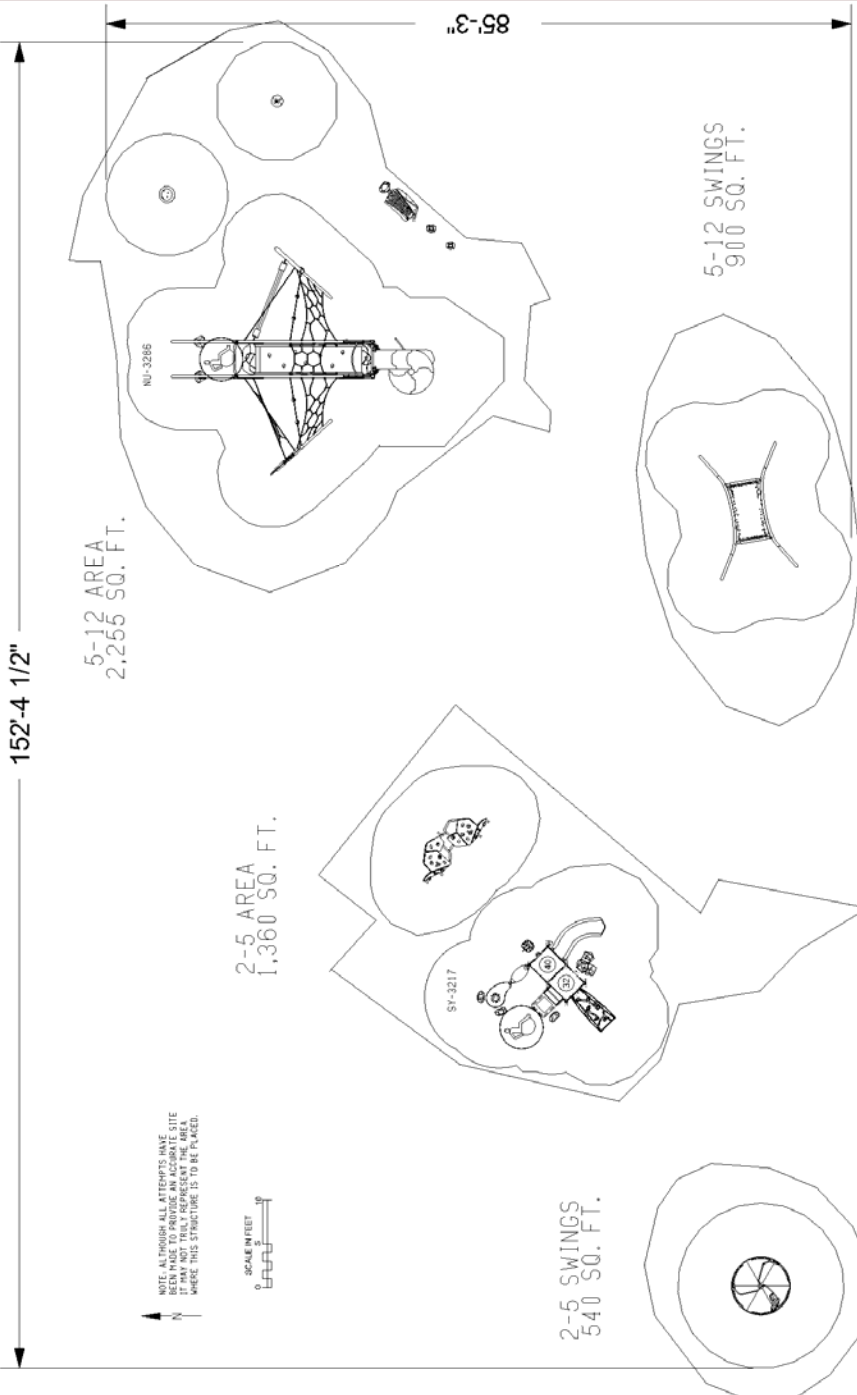 152'-4 1/2"
85'-3"
NOTE: ALTHOUGH ALL ATTEMPTS HAVE
BEEN MADE TO PROVIDE AN ACCURATE SITE
IT MAY NOT TRULY REPRESENT THE AREA
WHERE THIS STRUCTURE IS TO BE PLACED.
N
SCALE IN FEET
0 5 10
2-5 AREA
1,360 SQ. FT.
SY-3217
40
32
5-12 AREA
2,255 SQ. FT.
NU-3286
2-5 SWINGS
540 SQ. FT.
5-12 SWINGS
900 SQ. FT.